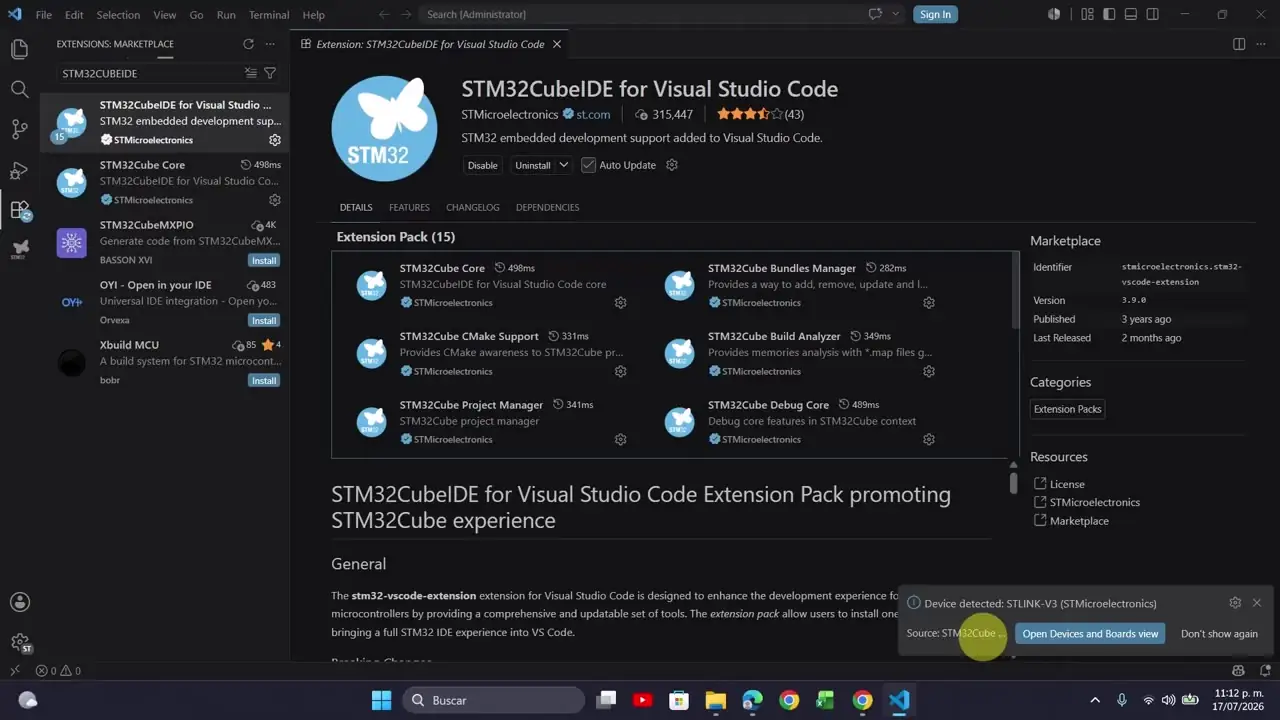 File Edit Selection View Go Run Terminal Help
Search (Administrator)
Sign In
EXTENSIONS: MARKETPLACE
STM32CUBEIDE
STM32CubeIDE for Visual Studio ...
STM32 embedded development sup...
STMicroelectronics
15
STM32Cube Core 498ms
STM32CubeIDE for Visual Studio Co...
STMicroelectronics
STM32CubeMXPIO 4K
Generate code from STM32CubeMX...
BASSON XVI Install
OYI - Open in your IDE 483
Universal IDE integration - Open yo...
Orvexa Install
OYI
Xbuild MCU 85 4
A build system for STM32 microcont...
bobr Install
Extension: STM32CubeIDE for Visual Studio Code
STM32
STM32CubeIDE for Visual Studio Code
STMicroelectronics st.com 315,447 (43)
STM32 embedded development support added to Visual Studio Code.
Disable Uninstall Auto Update
DETAILS FEATURES CHANGELOG DEPENDENCIES
Extension Pack (15)
STM32Cube Core 498ms
STM32CubeIDE for Visual Studio Code core
STMicroelectronics
STM32Cube Bundles Manager 282ms
Provides a way to add, remove, update and l...
STMicroelectronics
STM32Cube CMake Support 331ms
Provides CMake awareness to STM32Cube pr...
STMicroelectronics
STM32Cube Build Analyzer 349ms
Provides memories analysis with *.map files g...
STMicroelectronics
STM32Cube Project Manager 341ms
STM32Cube project manager
STMicroelectronics
STM32Cube Debug Core 489ms
Debug core features in STM32Cube context
STMicroelectronics
STM32CubeIDE for Visual Studio Code Extension Pack promoting
STM32Cube experience
General
The stm32-vscode-extension extension for Visual Studio Code is designed to enhance the development experience fo
microcontrollers by providing a comprehensive and updatable set of tools. The extension pack allow users to install one
bringing a full STM32 IDE experience into VS Code.
Marketplace
Identifier stmicroelectronics.stm32-
vscode-extension
Version 3.9.0
Published 3 years ago
Last Released 2 months ago
Categories
Extension Packs
Resources
License
STMicroelectronics
Marketplace
Device detected: STLINK-V3 (STMicroelectronics)
Source: STM32Cube ... Open Devices and Boards view Don't show again
ST
0 0
Buscar
11:12 p. m.
17/07/2026